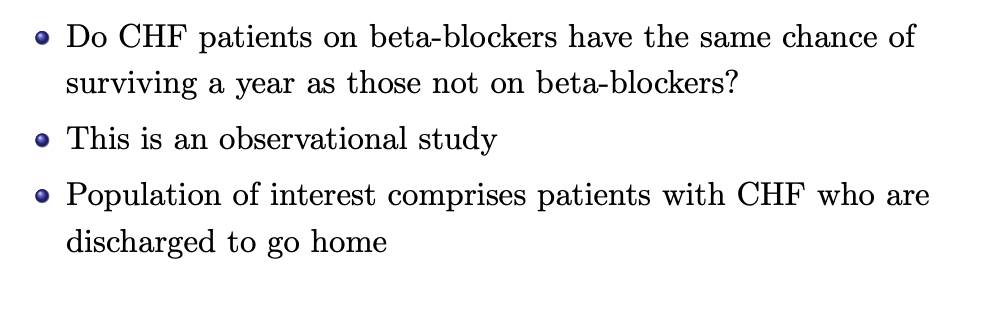 Do CHF patients on beta-blockers have the same chance of
surviving a year as those not on beta-blockers?
This is an observational study
Population of interest comprises patients with CHF who are
discharged to go home